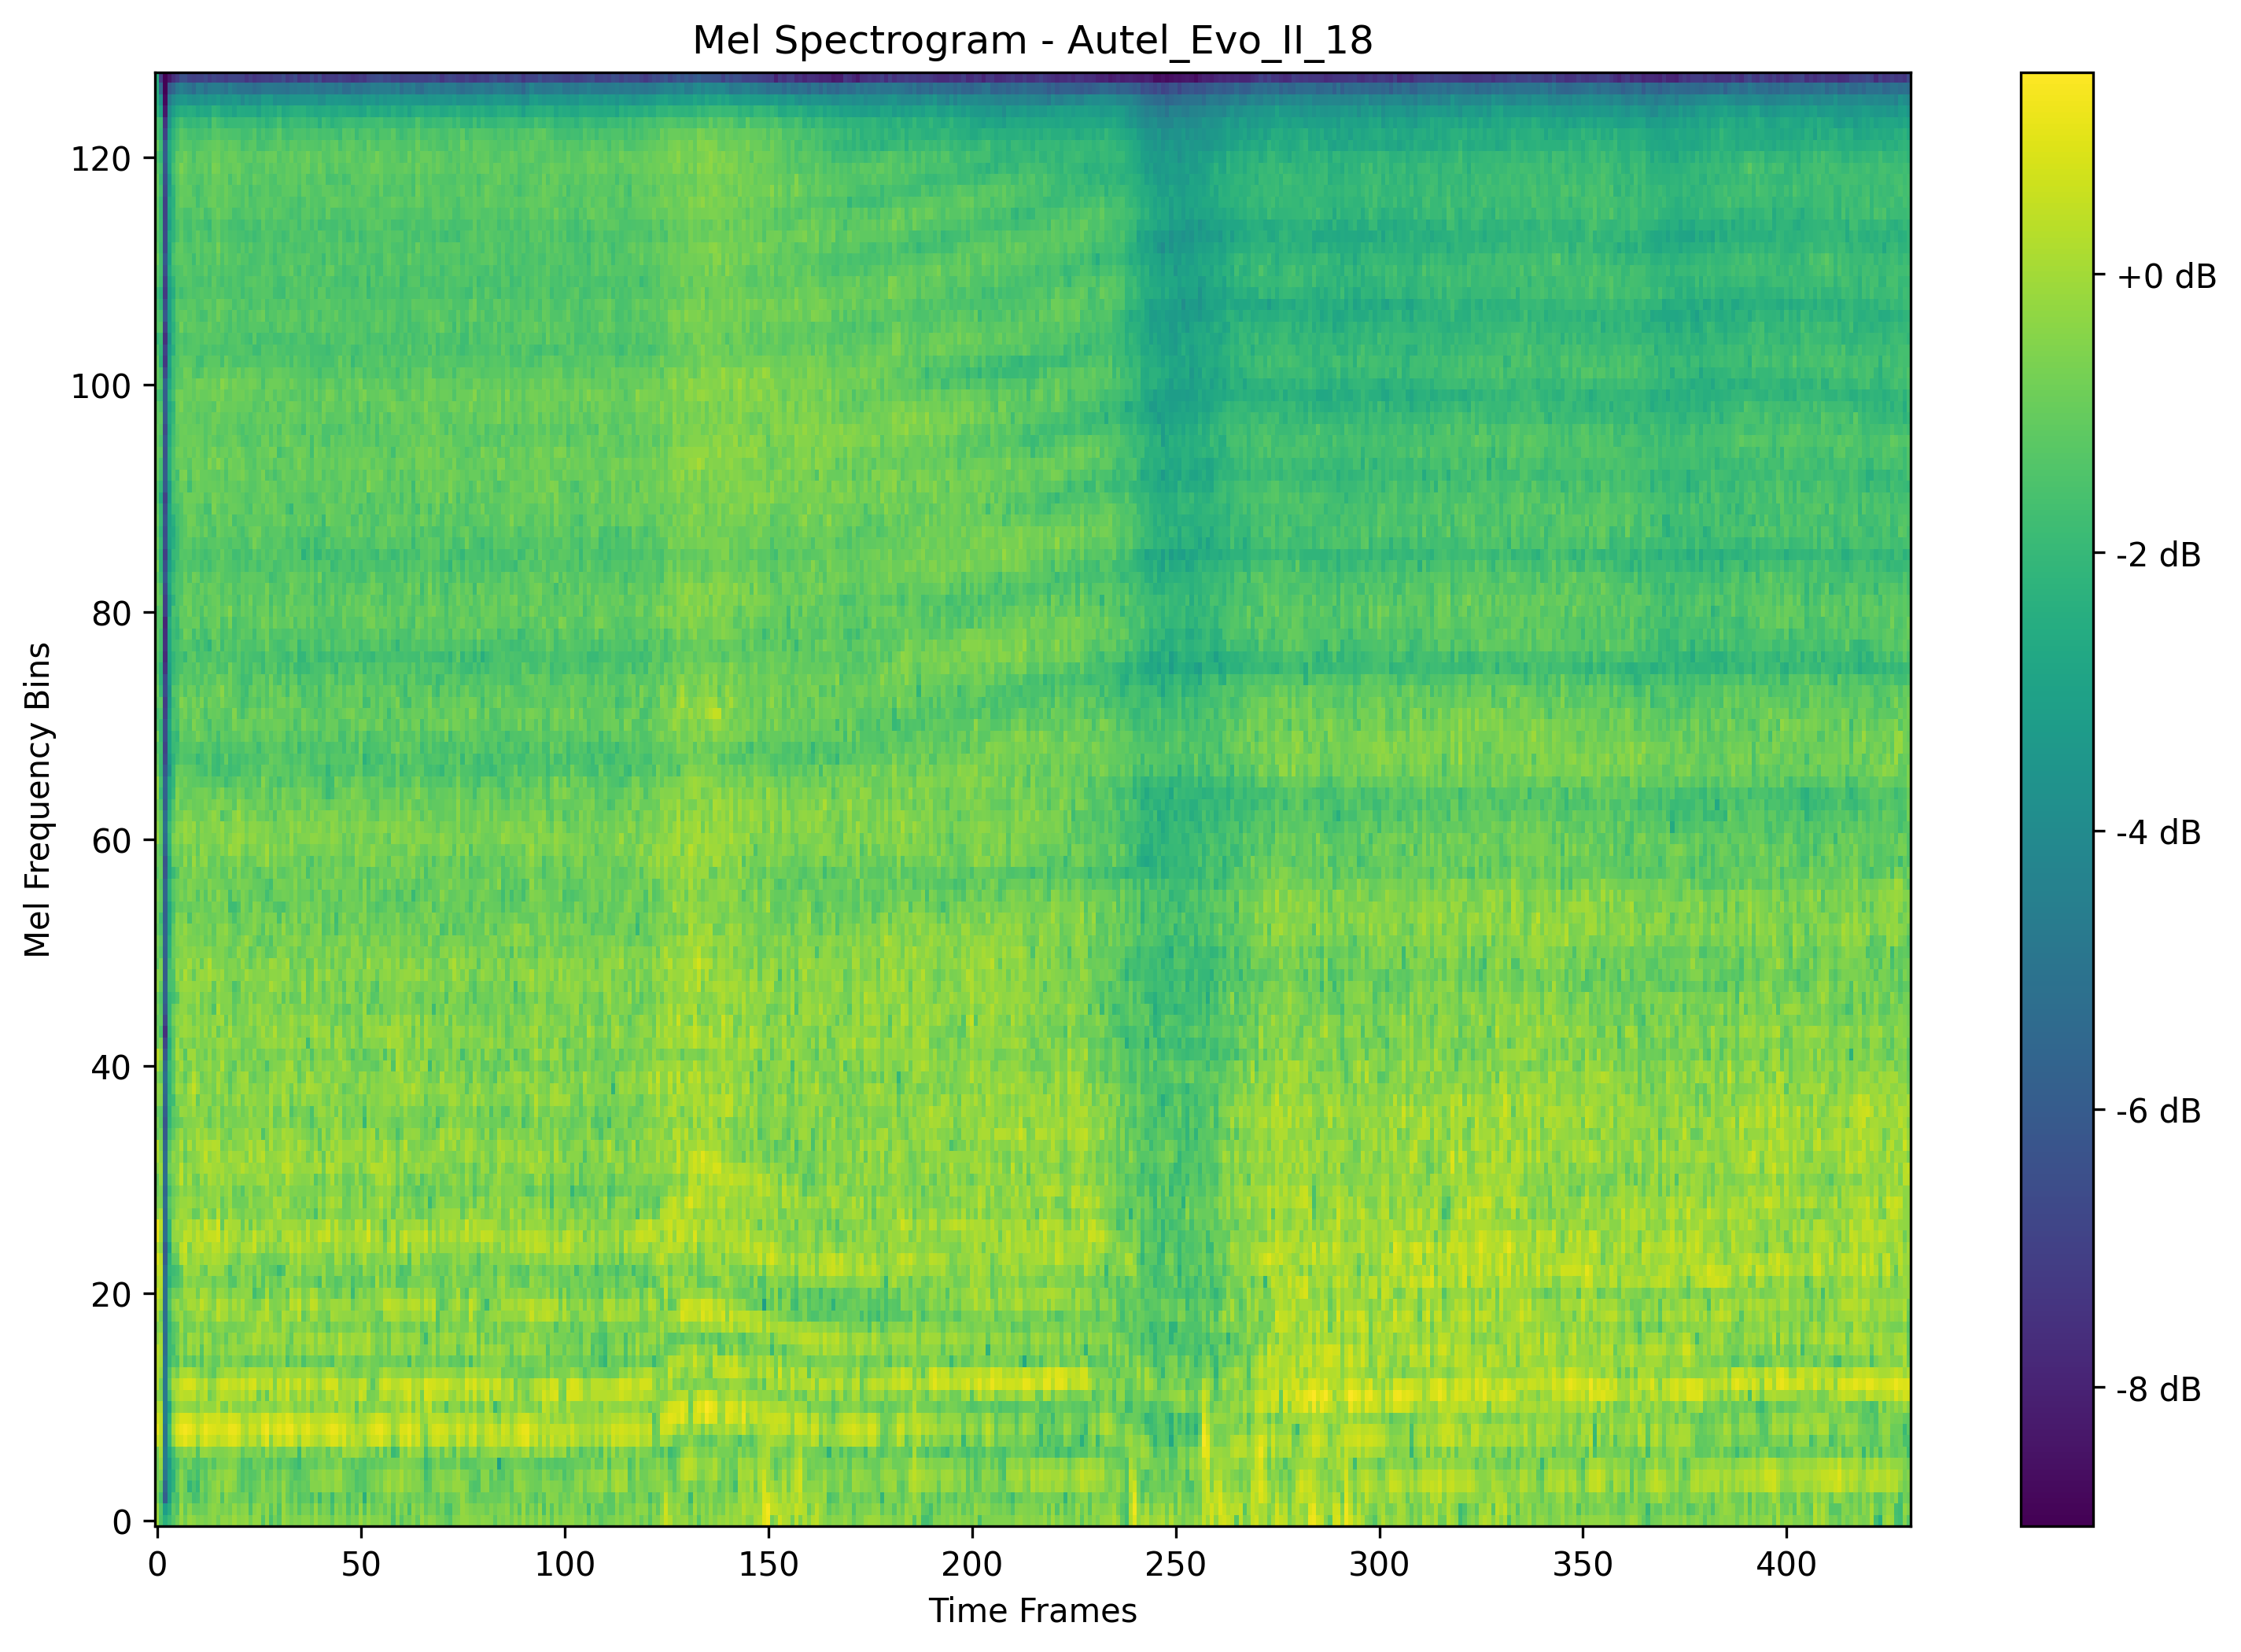 Mel Spectrogram - Autel_Evo_II_18
Mel Frequency Bins
120
100
80
60
40
20
0
0 50 100 150 200 250 300 350 400
Time Frames
+0 dB
-2 dB
-4 dB
-6 dB
-8 dB